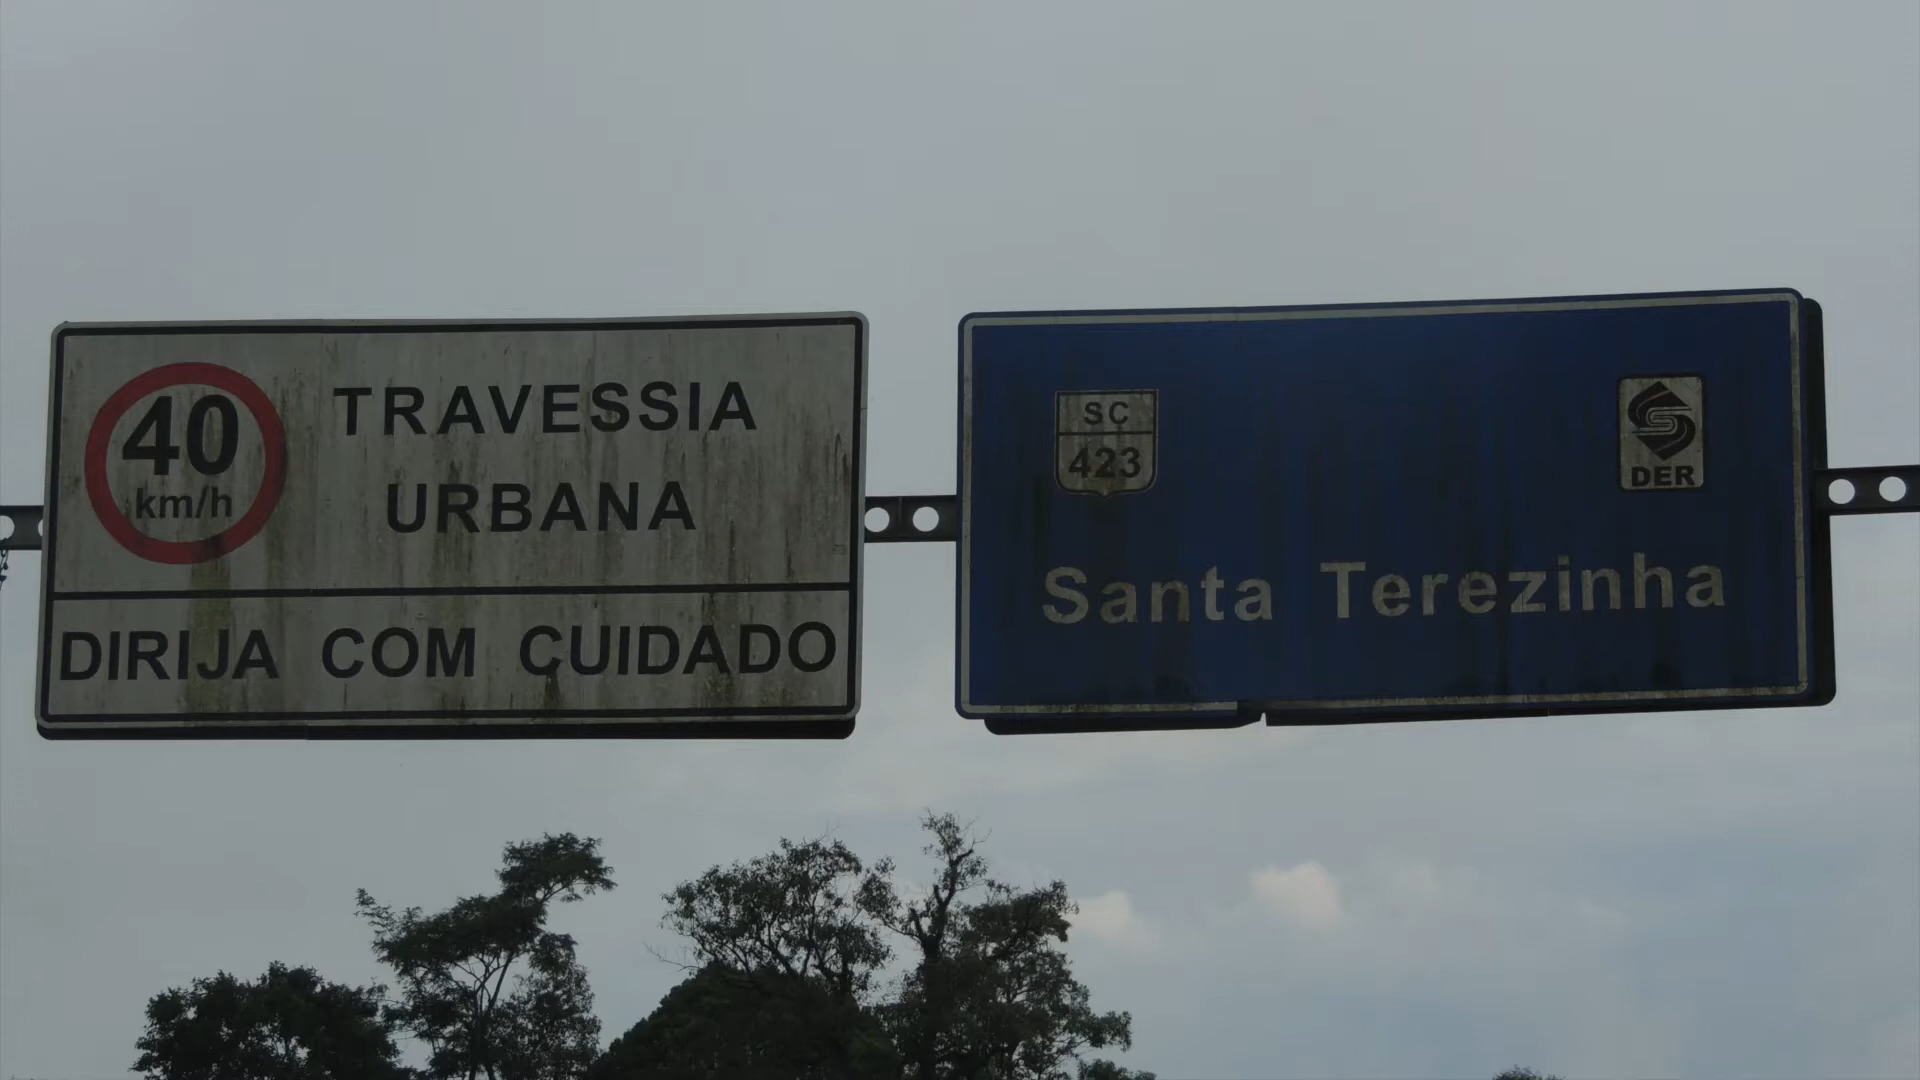 40
km/h
TRAVESSIA
URBANA
DIRIJA COM CUIDADO
SC
423
DER
Santa Terezinha